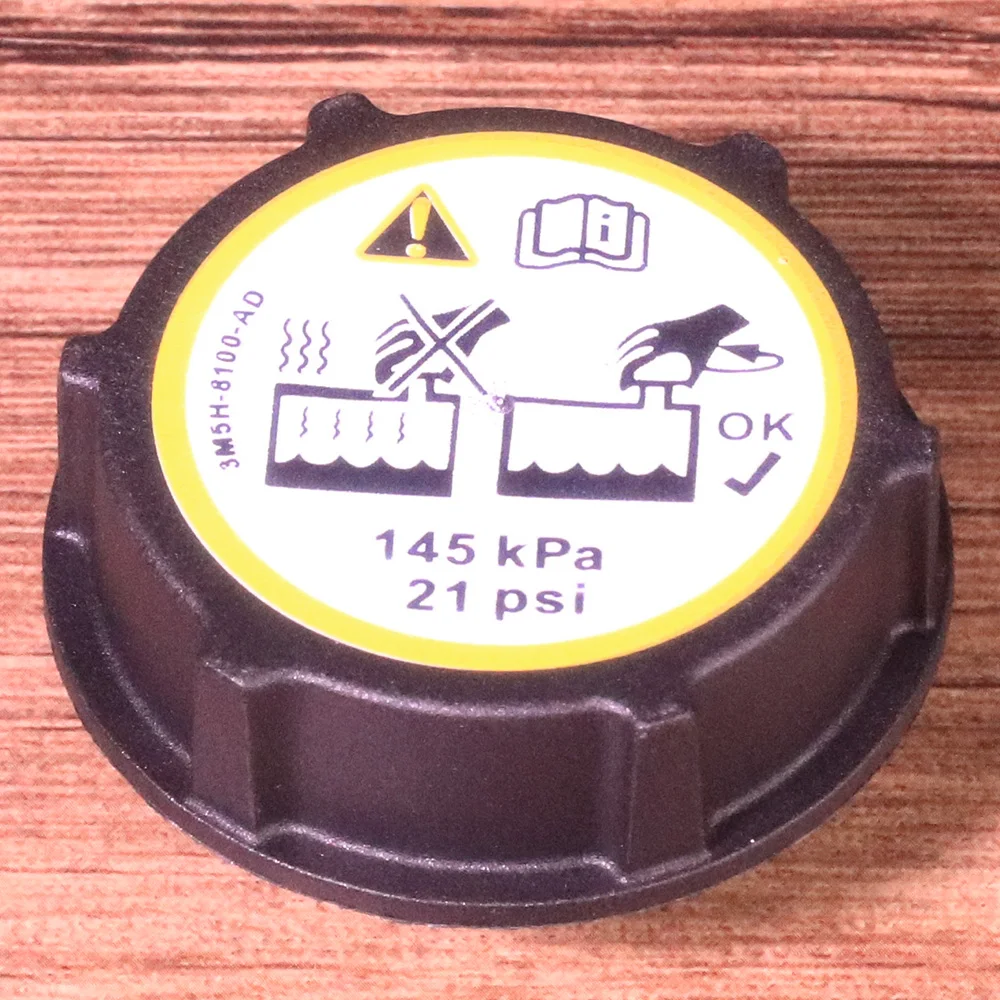 i
3M5H-8100-AD
OK
145 kPa
21 psi